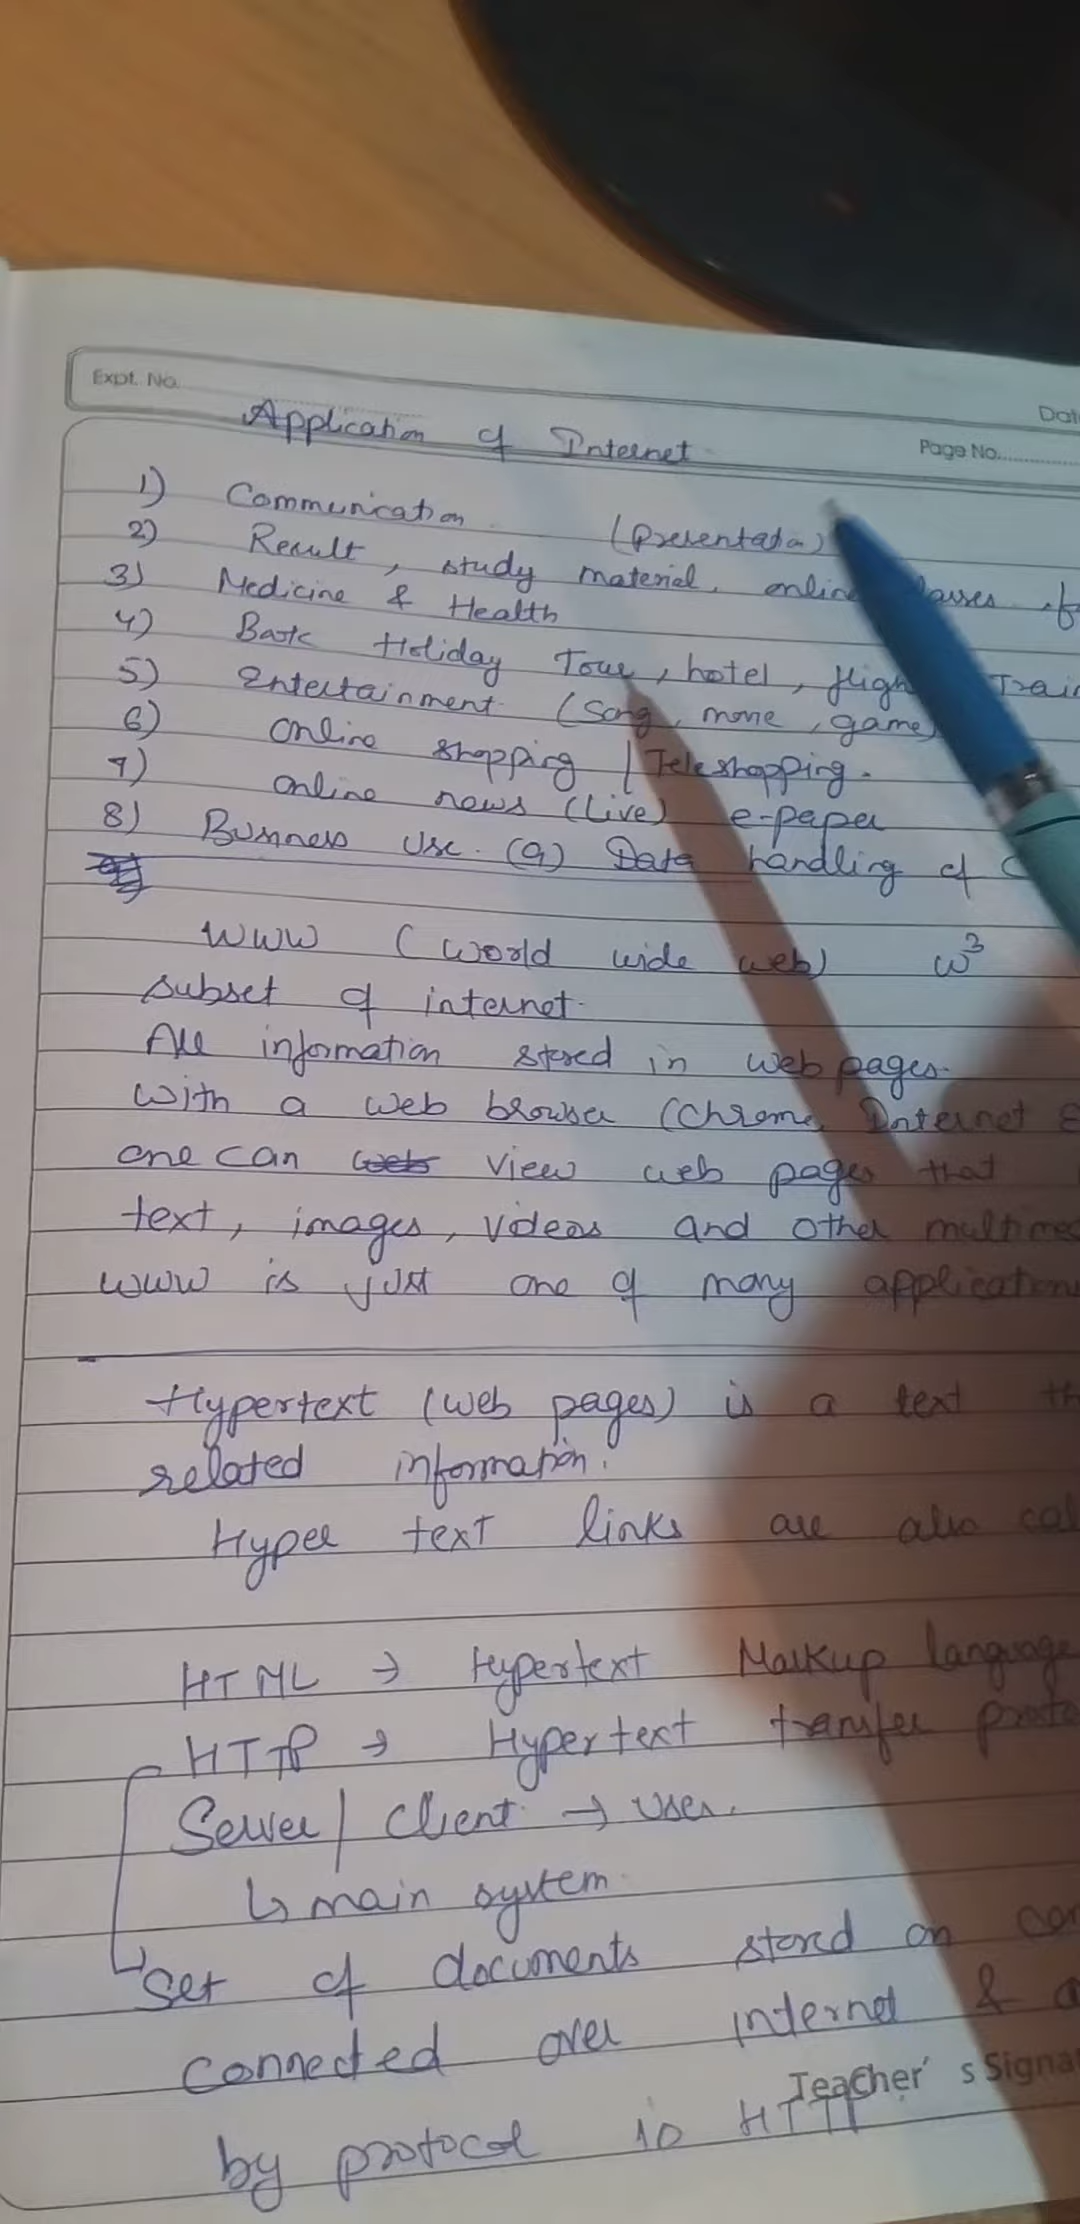 Expt. No.
Page No.
Application of Internet
1) Communication (Presentation)
2) Result, study material, online
3) Medicine & Health
4) Holiday Tour, hotel,
5) Entertainment (Song, movie, game)
6) online shopping / Teleshopping.
7) online news (Live) e-paper
8) Business Use. (a) Data handling of
WWW (World wide web) W³
subset of internet.
All information stored in web pages.
With a web browser (Chrome, Internet
one can view web pages that
text, images, videos and other
WWW is just one of many
Hypertext (web pages) is a text
related information.
Hyper text links are also
HTML → Hypertext Markup language
HTTP → Hypertext transfer
Server / Client → user.
↳ main system.
Set of documents stored on
connected over internet &
Teacher's
by protocol HTTP